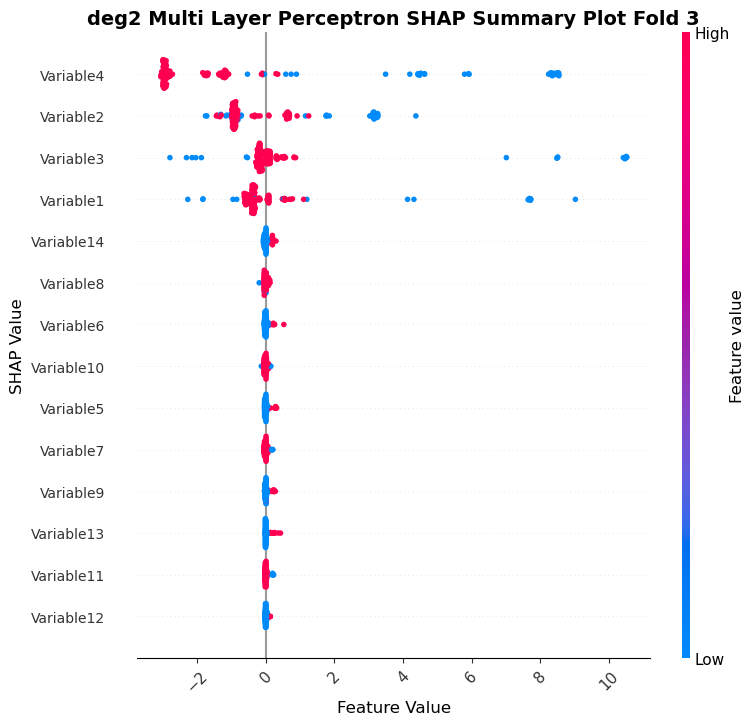 deg2 Multi Layer Perceptron SHAP Summary Plot Fold 3
High
Variable4
Variable2
Variable3
Variable1
Variable14
Variable8
Variable6
Variable10
Variable5
Variable7
Variable9
Variable13
Variable11
Variable12
SHAP Value
Feature value
Low
−2 0 2 4 6 8 10
Feature Value